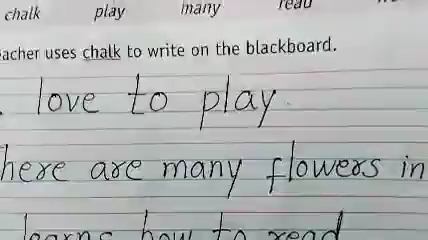 chalk play many read
eacher uses chalk to write on the blackboard.
. love to play.
here are many flowers in
learns how to read